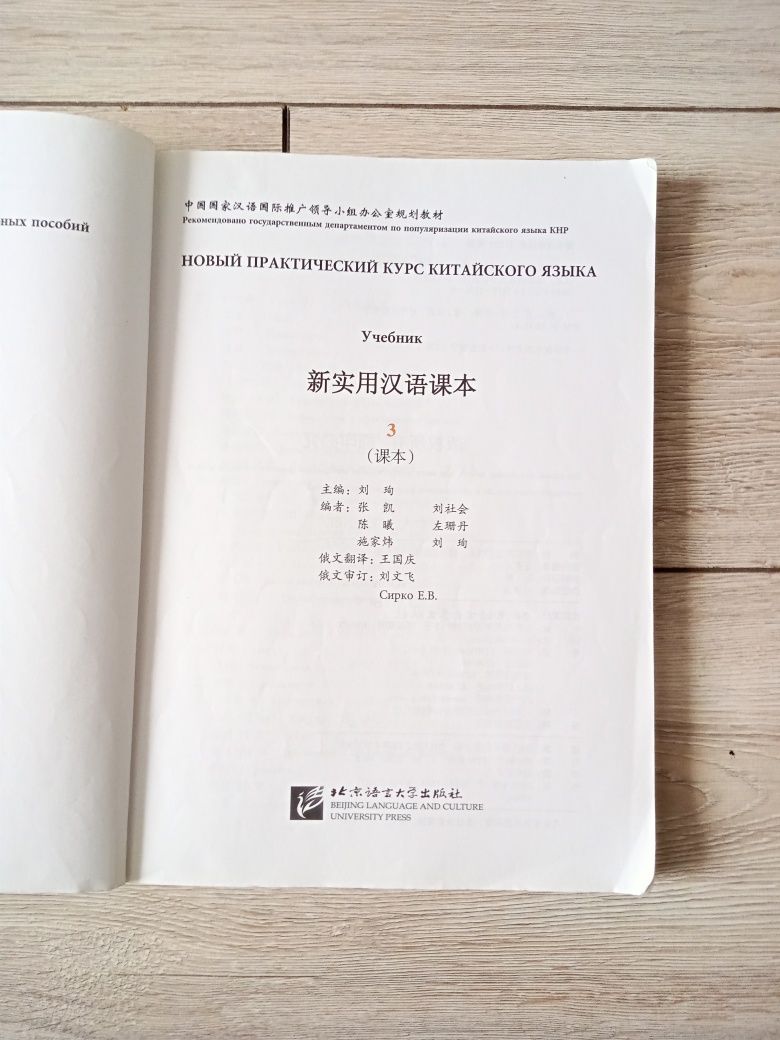 ных пособий
中国国家汉语国际推广领导小组办公室规划教材
Рекомендовано государственным департаментом по популяризации китайского языка КНР
НОВЫЙ ПРАКТИЧЕСКИЙ КУРС КИТАЙСКОГО ЯЗЫКА
Учебник
新实用汉语课本
3
(课本)
主编: 刘 珣
编者: 张 凯 刘社会
陈 曦 左珊丹
施家炜 刘 珣
俄文翻译: 王国庆
俄文审订: 刘文飞
Сирко Е.В.
北京语言大学出版社
BEIJING LANGUAGE AND CULTURE
UNIVERSITY PRESS